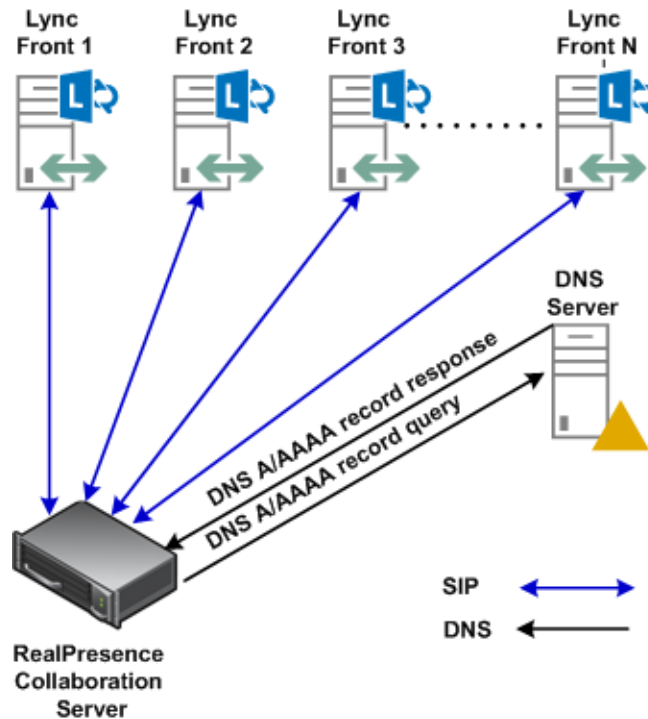 Lync
Front 1
Lync
Front 2
Lync
Front 3
Lync
Front N
L
L
L
L
DNS
Server
DNS A/AAAA record response
DNS A/AAAA record query
SIP
DNS
RealPresence
Collaboration
Server